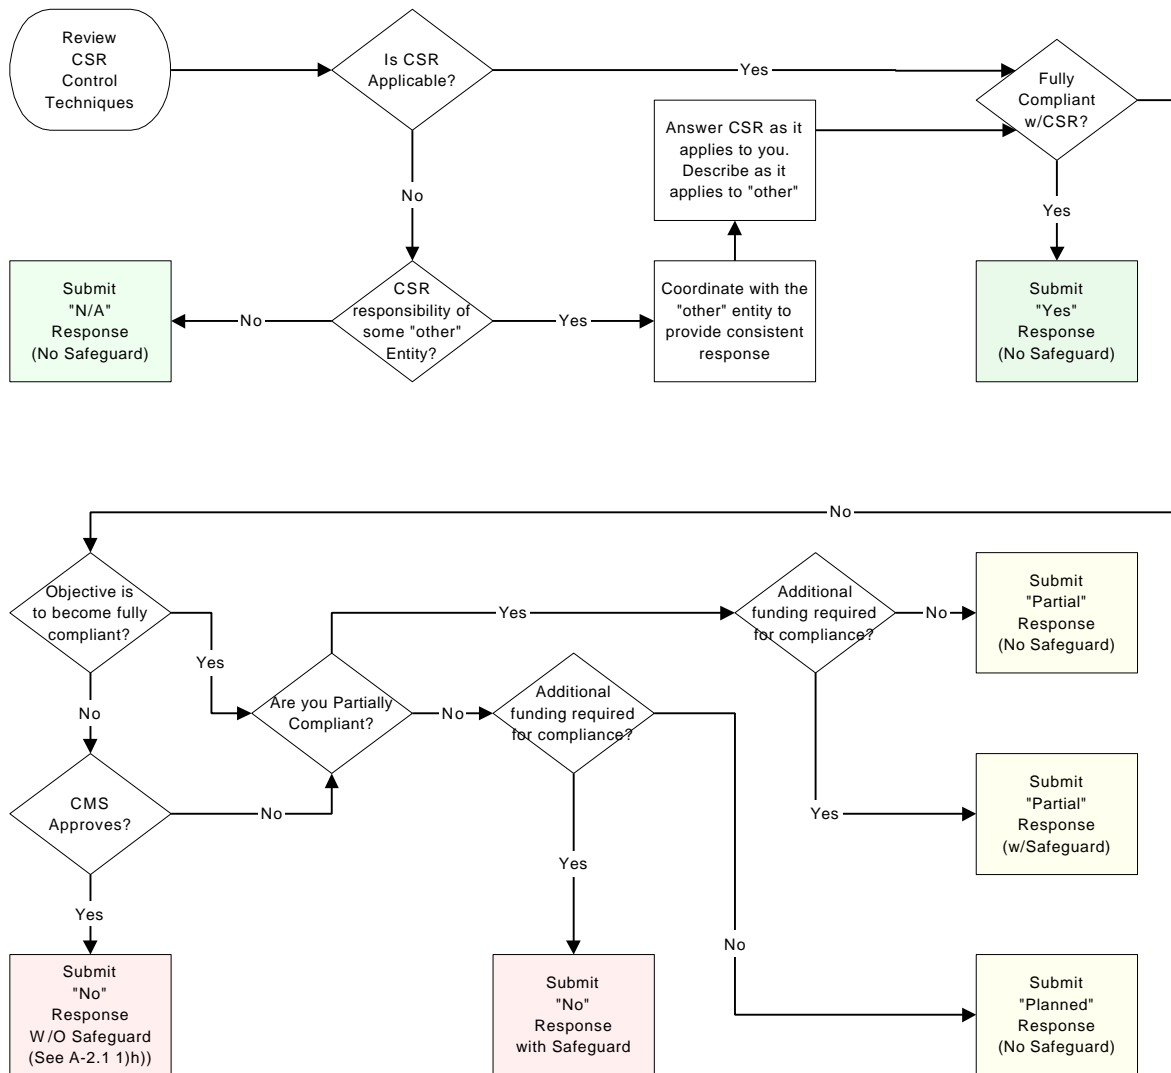 Review
CSR
Control
Techniques
Is CSR
Applicable?
Yes
Fully
Compliant
w/CSR?
Answer CSR as it
applies to you.
Describe as it
applies to "other"
No
Yes
Submit
"N/A"
Response
(No Safeguard)
No
CSR
responsibility of
some "other"
Entity?
Yes
Coordinate with the
"other" entity to
provide consistent
response
Submit
"Yes"
Response
(No Safeguard)
No
Objective is
to become fully
compliant?
Yes
No
Are you Partially
Compliant?
Yes
Additional
funding required
for compliance?
No
Submit
"Partial"
Response
(No Safeguard)
No
Additional
funding required
for compliance?
CMS
Approves?
No
Yes
Submit
"Partial"
Response
(w/Safeguard)
Yes
Yes
No
Submit
"No"
Response
W/O Safeguard
(See A-2.1 1)h))
Submit
"No"
Response
with Safeguard
Submit
"Planned"
Response
(No Safeguard)